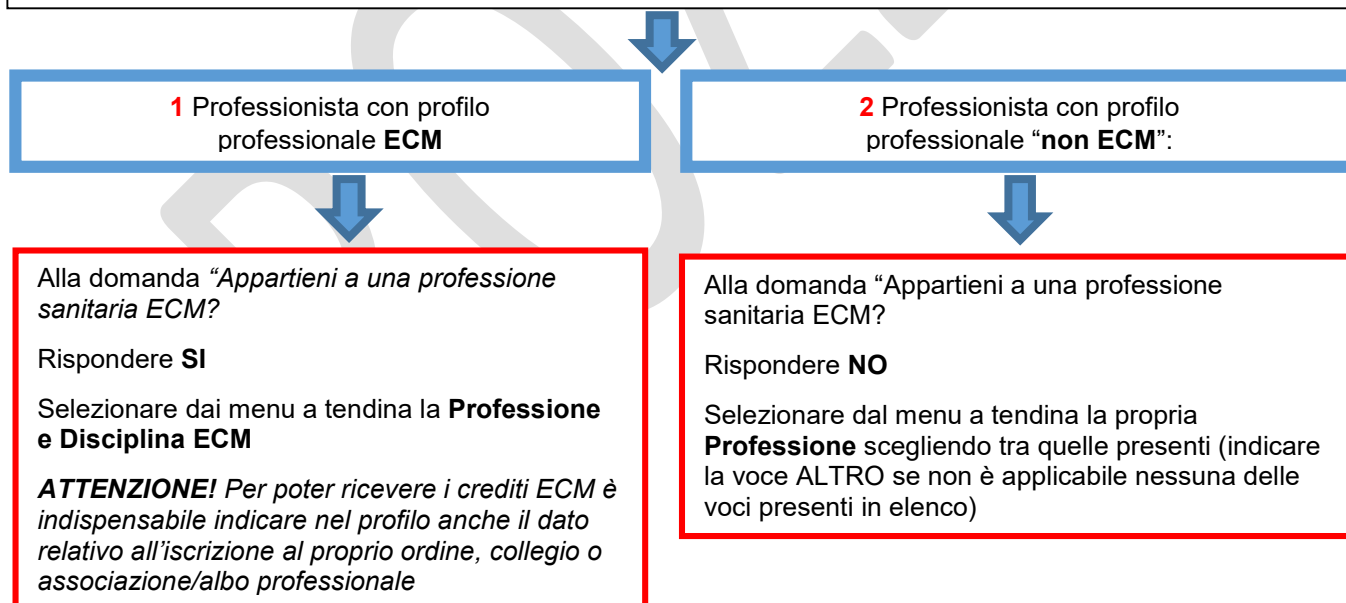 1 Professionista con profilo
professionale ECM
2 Professionista con profilo
professionale “non ECM”:
Alla domanda “Appartieni a una professione
sanitaria ECM?
Rispondere SI
Selezionare dai menu a tendina la Professione
e Disciplina ECM
ATTENZIONE! Per poter ricevere i crediti ECM è
indispensabile indicare nel profilo anche il dato
relativo all’iscrizione al proprio ordine, collegio o
associazione/albo professionale
Alla domanda “Appartieni a una professione
sanitaria ECM?
Rispondere NO
Selezionare dal menu a tendina la propria
Professione scegliendo tra quelle presenti (indicare
la voce ALTRO se non è applicabile nessuna delle
voci presenti in elenco)